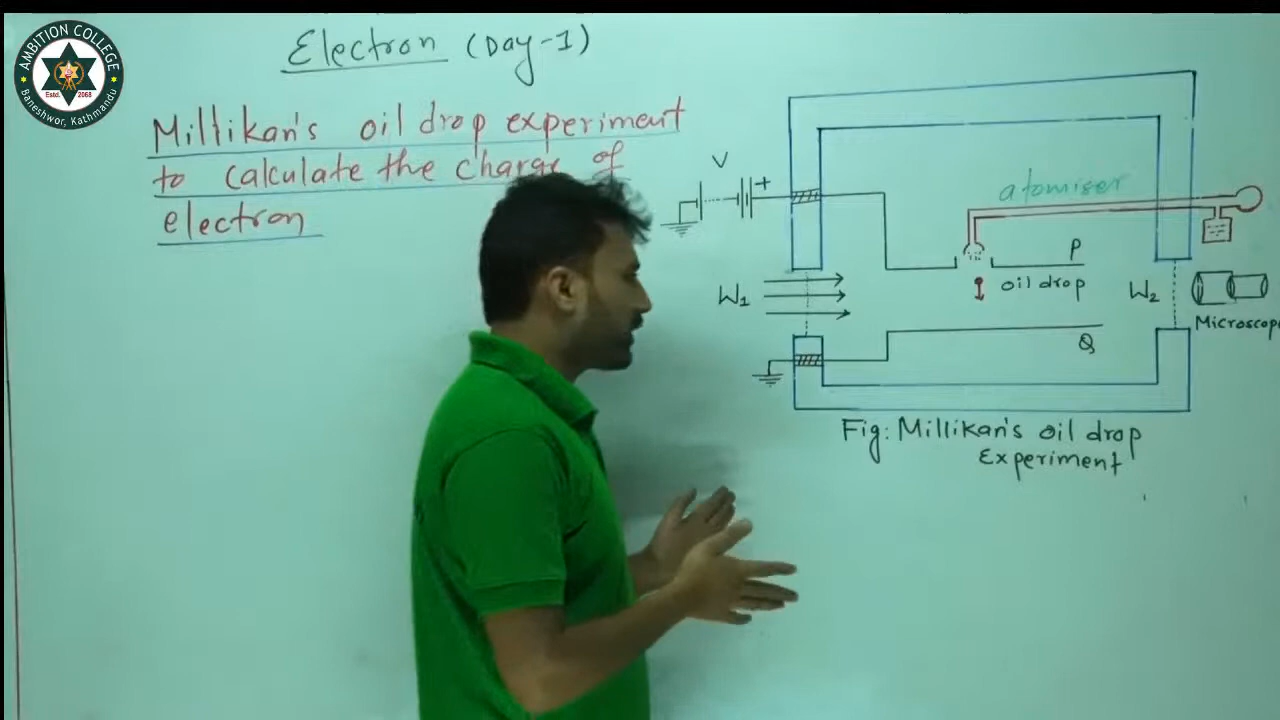 AMBITION COLLEGE
Estd. 2068
Baneshwor, Kathmandu
Electron (Day-1)
Millikan's oil drop experiment
to calculate the charge of
electron
V
+
atomiser
P
oil drop
W1
W2
Microscope
Q
Fig: Millikan's oil drop
Experiment